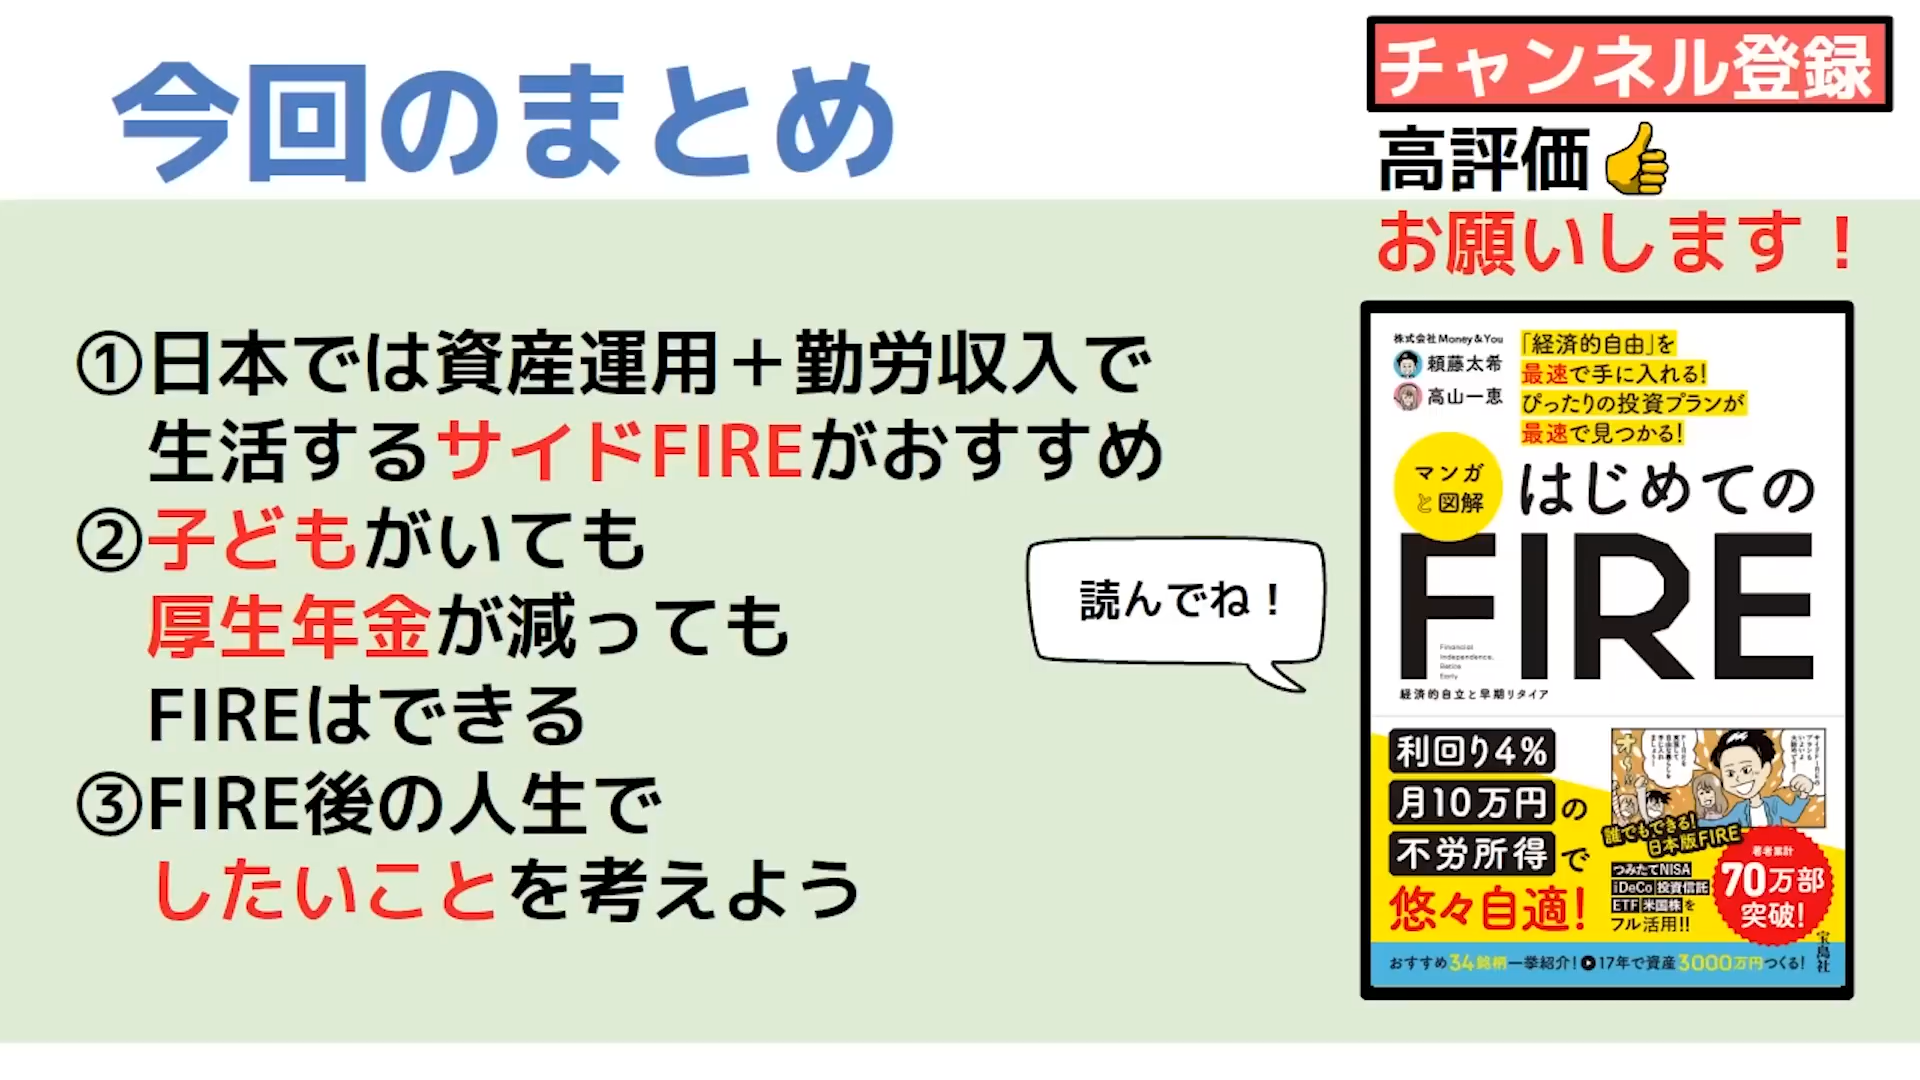 今回のまとめ
チャンネル登録
高評価👍
お願いします！
①日本では資産運用＋勤労収入で
生活するサイドFIREがおすすめ
②子どもがいても
厚生年金が減っても
FIREはできる
③FIRE後の人生で
したいことを考えよう
読んでね！
株式会社Money&You
頼藤太希
高山一恵
「経済的自由」を
最速で手に入れる!
ぴったりの投資プランが
最速で見つかる!
マンガ
と図解
はじめての
FIRE
Financial
Independence,
Retire
Early
経済的自立と早期リタイア
利回り4%
月10万円の
不労所得で
悠々自適!
誰でもできる!
日本版FIRE
つみたてNISA
iDeCo 投資信託
ETF 米国株を
フル活用!!
著者累計
70万部
突破!
宝島社
おすすめ34銘柄一挙紹介! 17年で資産3000万円つくる!